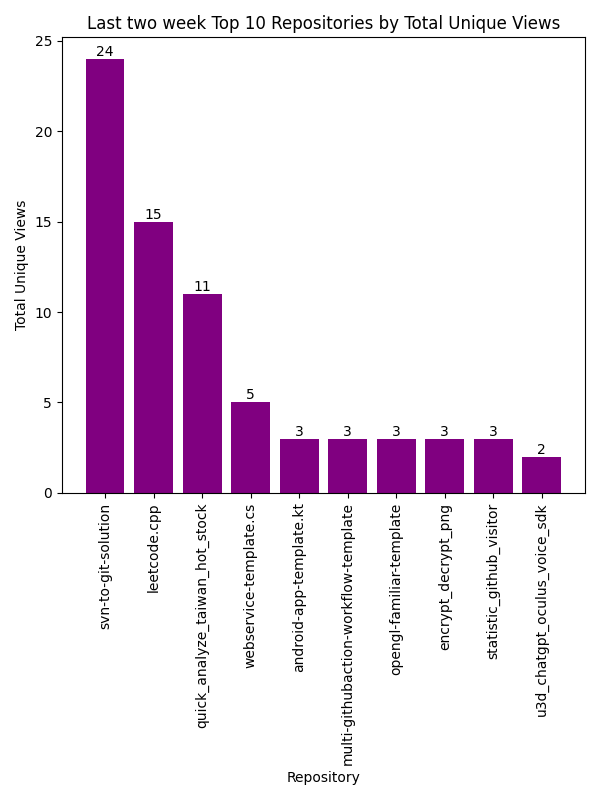 Last two week Top 10 Repositories by Total Unique Views
Total Unique Views
25
20
15
10
5
0
24
15
11
5
3
3
3
3
3
2
svn-to-git-solution
leetcode.cpp
quick_analyze_taiwan_hot_stock
webservice-template.cs
android-app-template.kt
multi-githubaction-workflow-template
opengl-familiar-template
encrypt_decrypt_png
statistic_github_visitor
u3d_chatgpt_oculus_voice_sdk
Repository